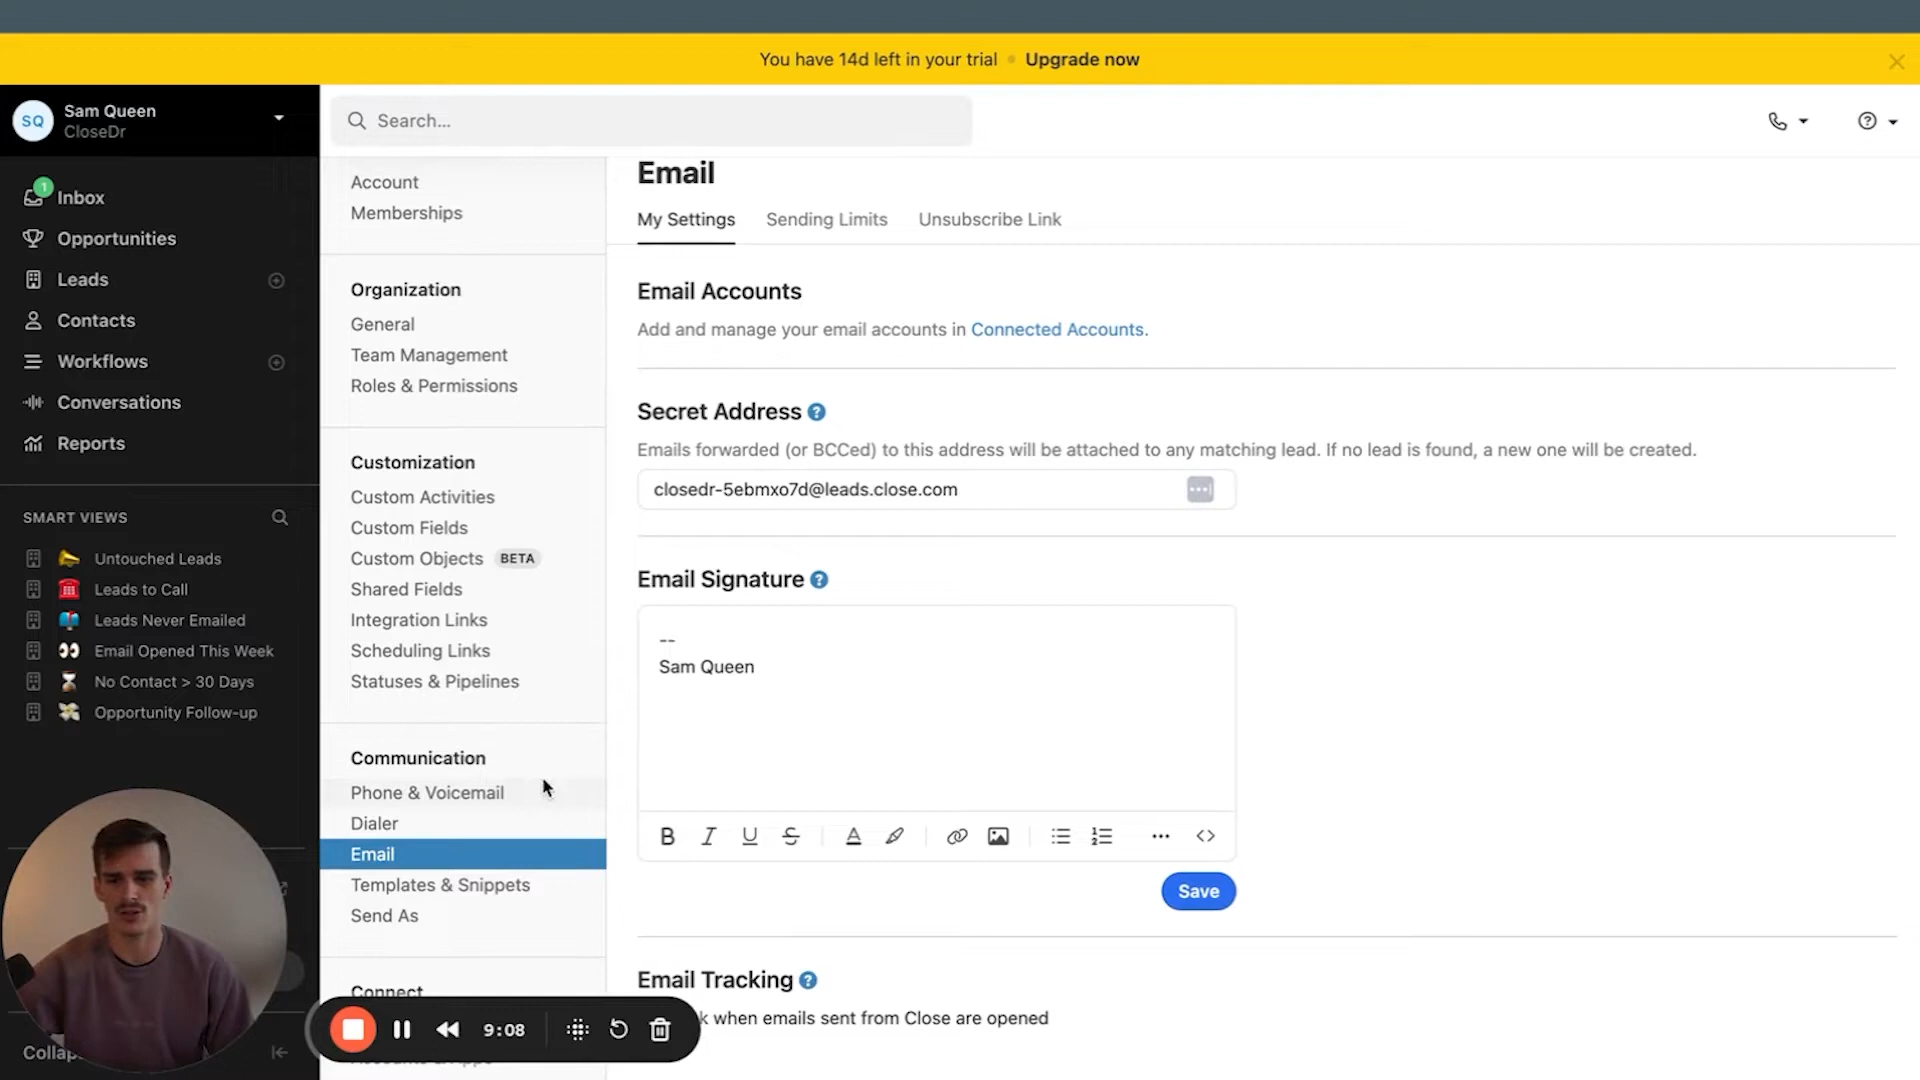 You have 14d left in your trial • Upgrade now
SQ
Sam Queen
CloseDr
Search...
1
Inbox
Opportunities
Leads
Contacts
Workflows
Conversations
Reports
SMART VIEWS
Untouched Leads
Leads to Call
Leads Never Emailed
Email Opened This Week
No Contact > 30 Days
Opportunity Follow-up
Account
Memberships
Organization
General
Team Management
Roles & Permissions
Customization
Custom Activities
Custom Fields
Custom Objects BETA
Shared Fields
Integration Links
Scheduling Links
Statuses & Pipelines
Communication
Phone & Voicemail
Dialer
Email
Templates & Snippets
Send As
Connect
Email
My Settings Sending Limits Unsubscribe Link
Email Accounts
Add and manage your email accounts in Connected Accounts.
Secret Address
Emails forwarded (or BCCed) to this address will be attached to any matching lead. If no lead is found, a new one will be created.
closedr-5ebmxo7d@leads.close.com
Email Signature
--
Sam Queen
Save
Email Tracking
when emails sent from Close are opened
9:08